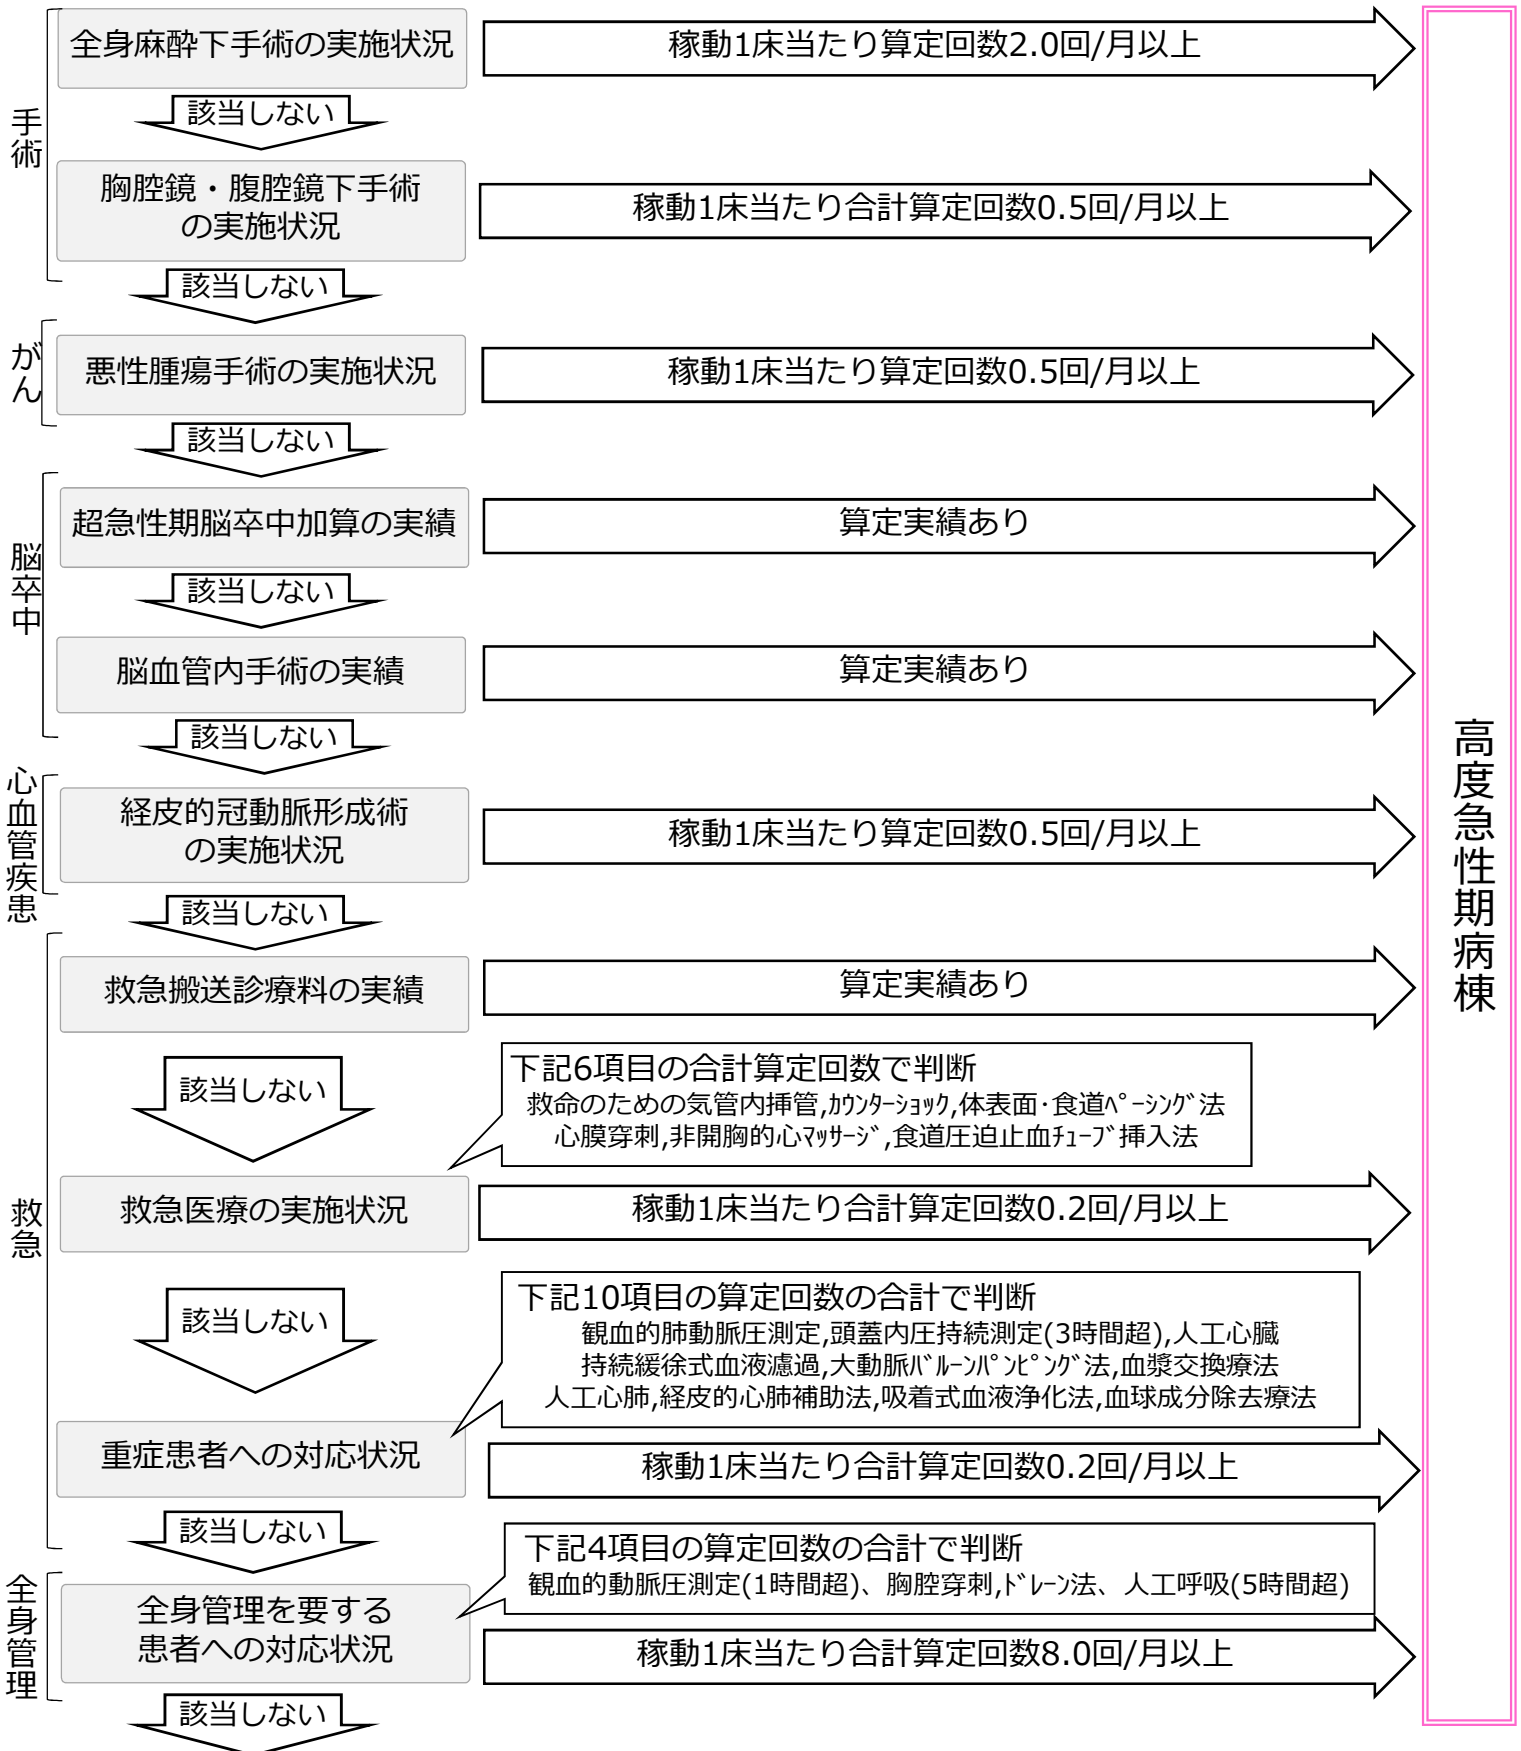 手術
全身麻酔下手術の実施状況
稼動1床当たり算定回数2.0回/月以上
該当しない
胸腔鏡・腹腔鏡下手術
の実施状況
稼動1床当たり合計算定回数0.5回/月以上
該当しない
がん
悪性腫瘍手術の実施状況
稼動1床当たり算定回数0.5回/月以上
該当しない
脳卒中
超急性期脳卒中加算の実績
算定実績あり
該当しない
脳血管内手術の実績
算定実績あり
該当しない
心血管疾患
経皮的冠動脈形成術
の実施状況
稼動1床当たり算定回数0.5回/月以上
該当しない
救急
救急搬送診療料の実績
算定実績あり
該当しない
下記6項目の合計算定回数で判断
救命のための気管内挿管,ｶｳﾝﾀｰｼｮｯｸ,体表面･食道ﾍﾟｰｼﾝｸﾞ法
心膜穿刺,非開胸的心ﾏｯｻｰｼﾞ,食道圧迫止血ﾁｭｰﾌﾞ挿入法
救急医療の実施状況
稼動1床当たり合計算定回数0.2回/月以上
該当しない
下記10項目の算定回数の合計で判断
観血的肺動脈圧測定,頭蓋内圧持続測定(3時間超),人工心臓
持続緩徐式血液濾過,大動脈ﾊﾞﾙｰﾝﾊﾟﾝﾋﾟﾝｸﾞ法,血漿交換療法
人工心肺,経皮的心肺補助法,吸着式血液浄化法,血球成分除去療法
重症患者への対応状況
稼動1床当たり合計算定回数0.2回/月以上
該当しない
下記4項目の算定回数の合計で判断
観血的動脈圧測定(1時間超)、胸腔穿刺,ﾄﾞﾚｰﾝ法、人工呼吸(5時間超)
全身管理
全身管理を要する
患者への対応状況
稼動1床当たり合計算定回数8.0回/月以上
該当しない
高度急性期病棟